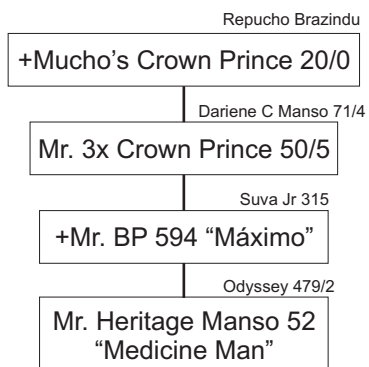 Repucho Brazindu
+Mucho's Crown Prince 20/0
Dariene C Manso 71/4
Mr. 3x Crown Prince 50/5
Suva Jr 315
+Mr. BP 594 “Máximo”
Odyssey 479/2
Mr. Heritage Manso 52
“Medicine Man”